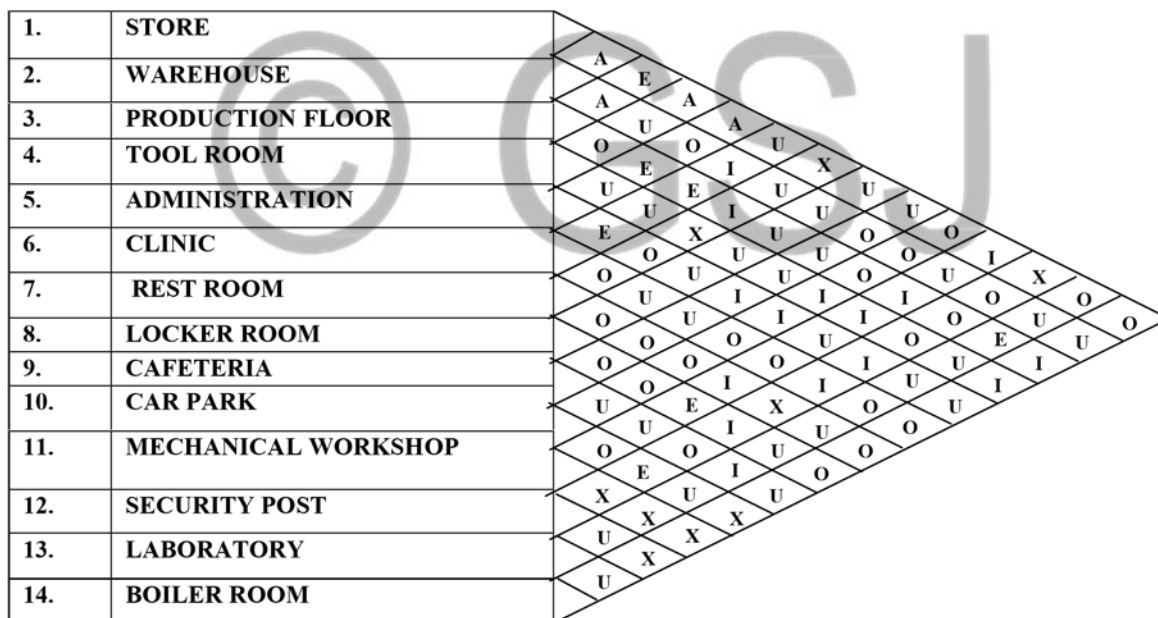 1. STORE
A E A A U X U U O I X O O
2. WAREHOUSE
A U O I U U O O U O U U
3. PRODUCTION FLOOR
O E E I U U O I O E I
4. TOOL ROOM
U U X U U I I O U I
5. ADMINISTRATION
E O U I I U I U U
6. CLINIC
O U U O O I O O
7. REST ROOM
O O O I X U O
8. LOCKER ROOM
O O E I U O
9. CAFETERIA
U U O I U
10. CAR PARK
O E U X
11. MECHANICAL WORKSHOP
X X X
12. SECURITY POST
U X
13. LABORATORY
U
14. BOILER ROOM
© GSJ